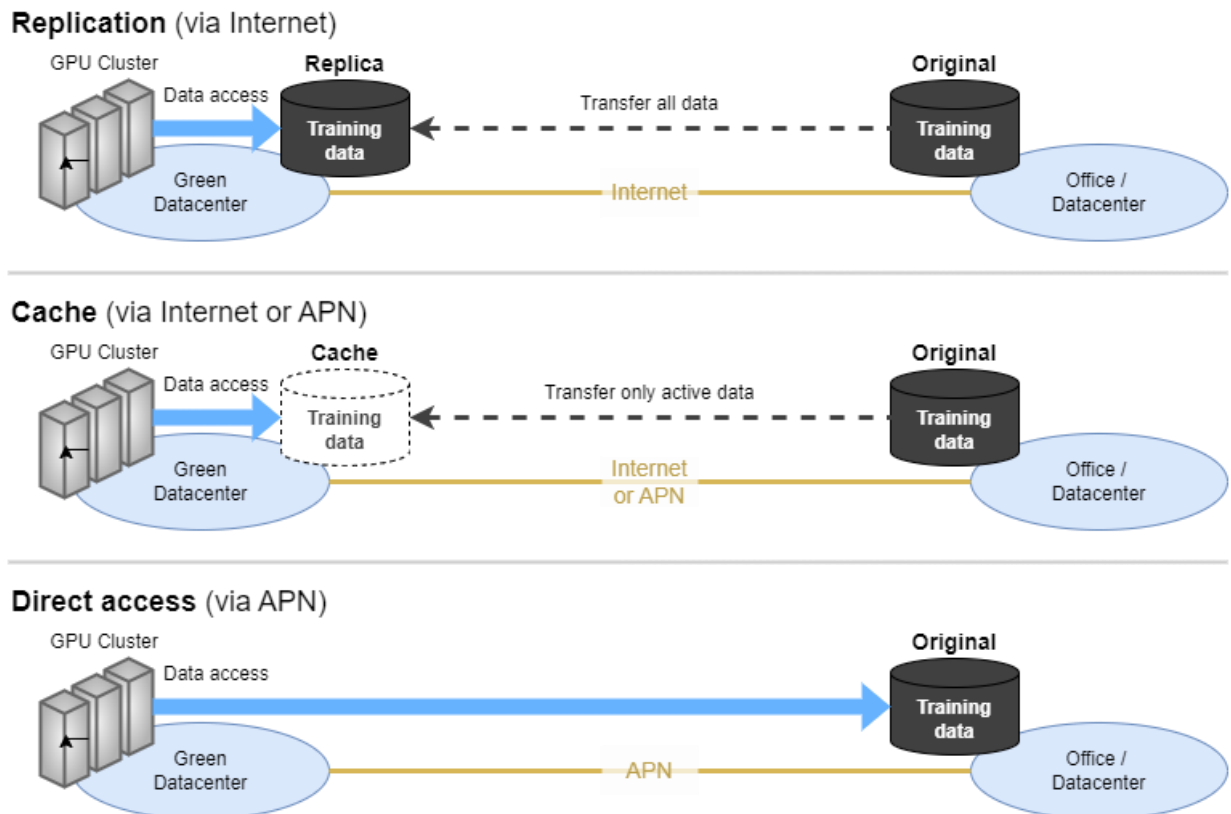 Replication (via Internet)
GPU Cluster
Replica
Original
Data access
Transfer all data
Training
data
Training
data
Green
Datacenter
Internet
Office /
Datacenter
Cache (via Internet or APN)
GPU Cluster
Cache
Original
Data access
Transfer only active data
Training
data
Training
data
Green
Datacenter
Internet
or APN
Office /
Datacenter
Direct access (via APN)
GPU Cluster
Original
Data access
Training
data
Green
Datacenter
APN
Office /
Datacenter